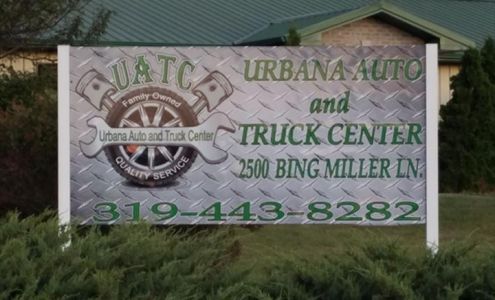 UATC
Family Owned
Urbana Auto and Truck Center
QUALITY SERVICE
URBANA AUTO
and
TRUCK CENTER
2500 BING MILLER LN.
319-443-8282